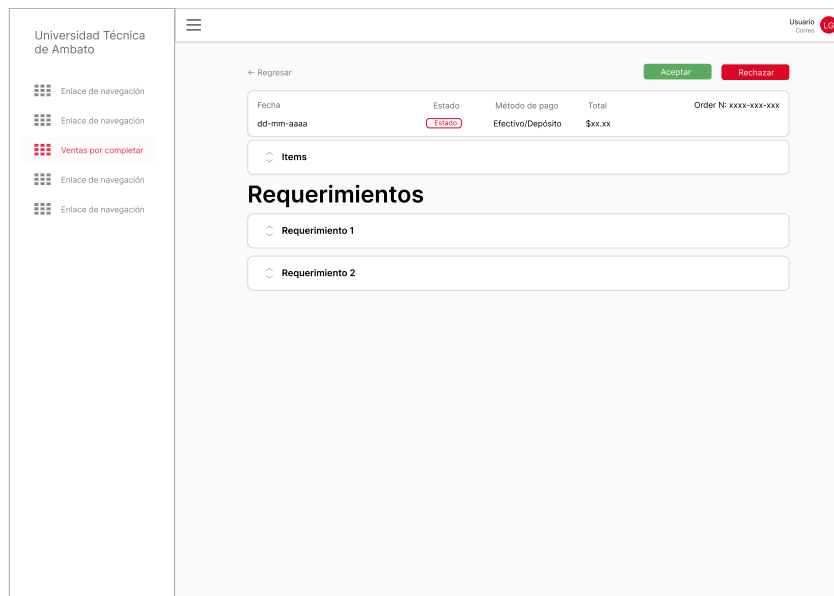 Universidad Técnica
de Ambato
Enlace de navegación
Enlace de navegación
Ventas por completar
Enlace de navegación
Enlace de navegación
Usuario
Correo
LG
← Regresar
Aceptar
Rechazar
Fecha
Estado
Método de pago
Total
Order N: xxxx-xxx-xxx
dd-mm-aaaa
Estado
Efectivo/Depósito
$xx.xx
Items
Requerimientos
Requerimiento 1
Requerimiento 2